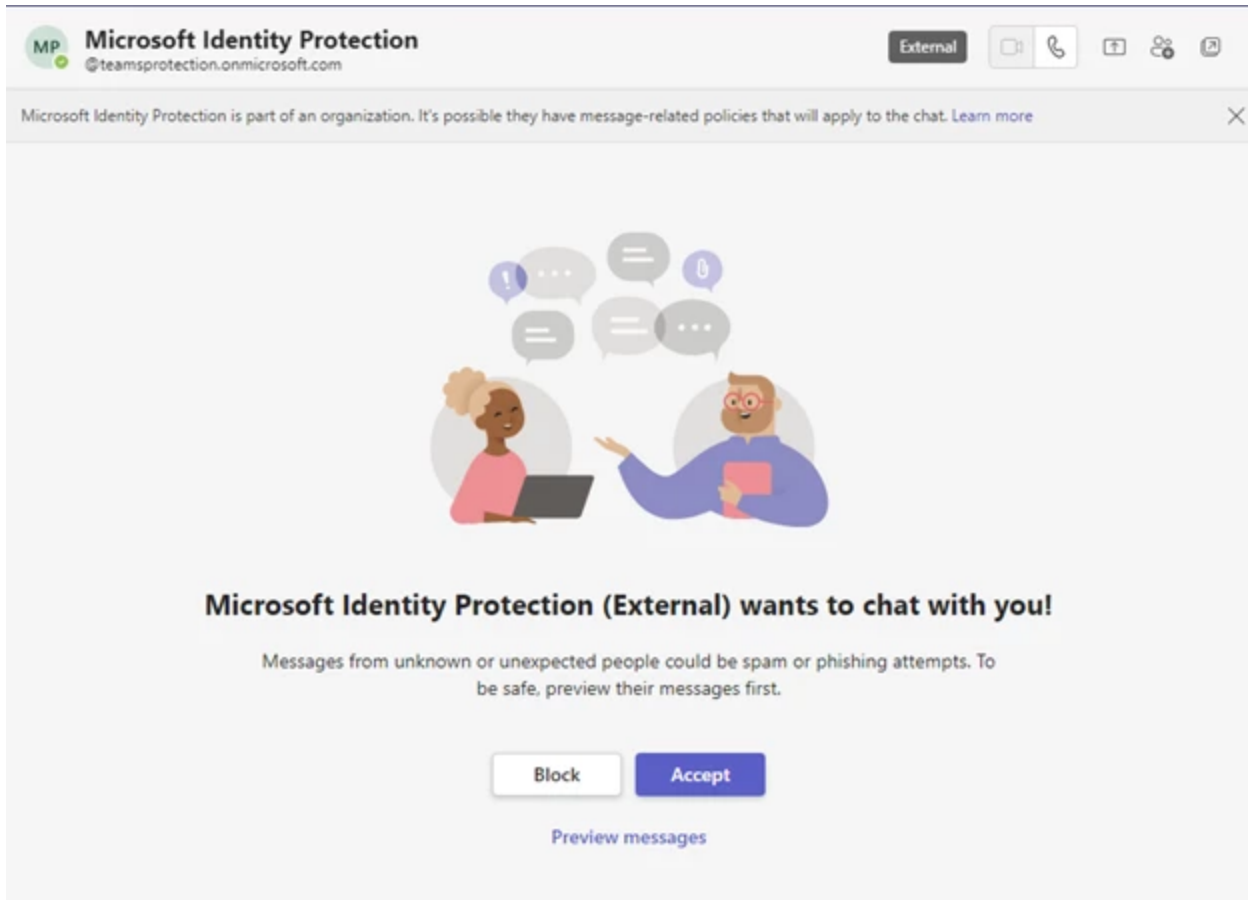 MP
Microsoft Identity Protection
@teamsprotection.onmicrosoft.com
External
Microsoft Identity Protection is part of an organization. It's possible they have message-related policies that will apply to the chat. Learn more
Microsoft Identity Protection (External) wants to chat with you!
Messages from unknown or unexpected people could be spam or phishing attempts. To
be safe, preview their messages first.
Block
Accept
Preview messages